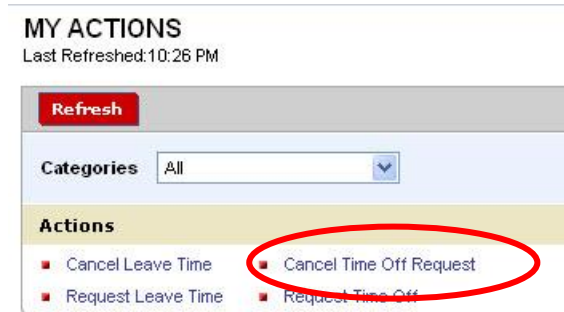 MY ACTIONS
Last Refreshed:10:26 PM
Refresh
Categories All
Actions
Cancel Leave Time Cancel Time Off Request
Request Leave Time Request Time Off